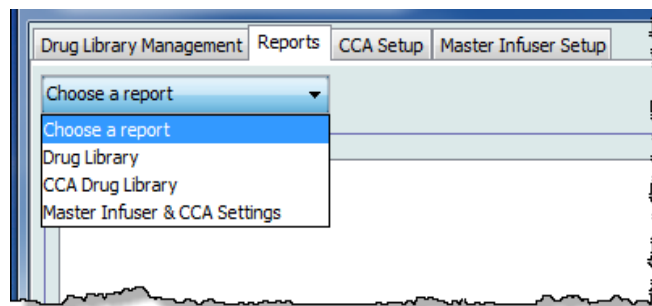 Drug Library Management Reports CCA Setup Master Infuser Setup
Choose a report
Choose a report
Drug Library
CCA Drug Library
Master Infuser & CCA Settings